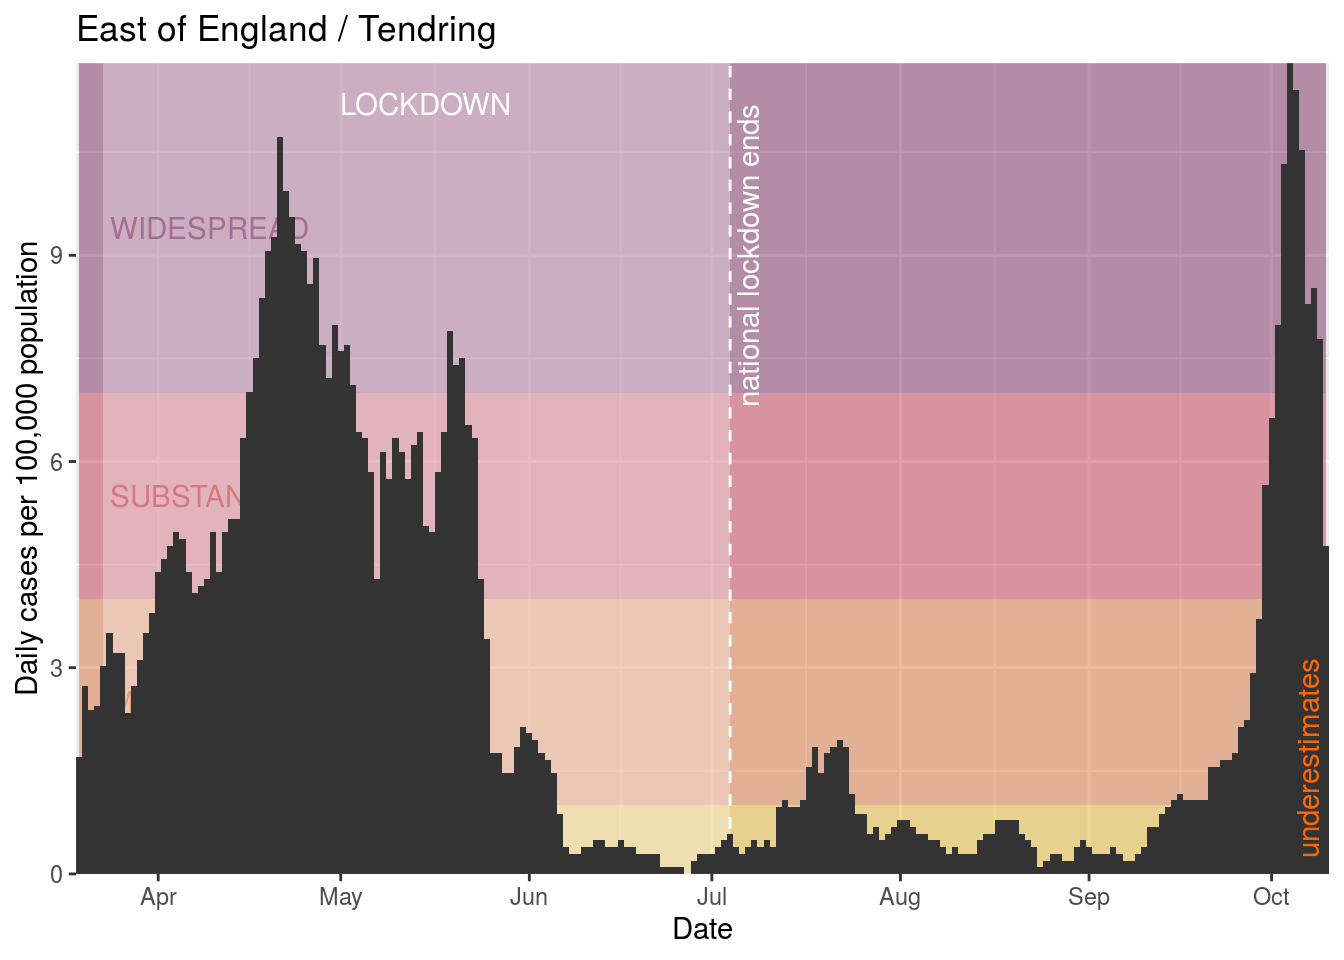 East of England / Tendring
LOCKDOWN
WIDESPREAD
national lockdown ends
SUBSTAN
underestimates
Daily cases per 100,000 population
9
6
3
0
Apr May Jun Jul Aug Sep Oct
Date